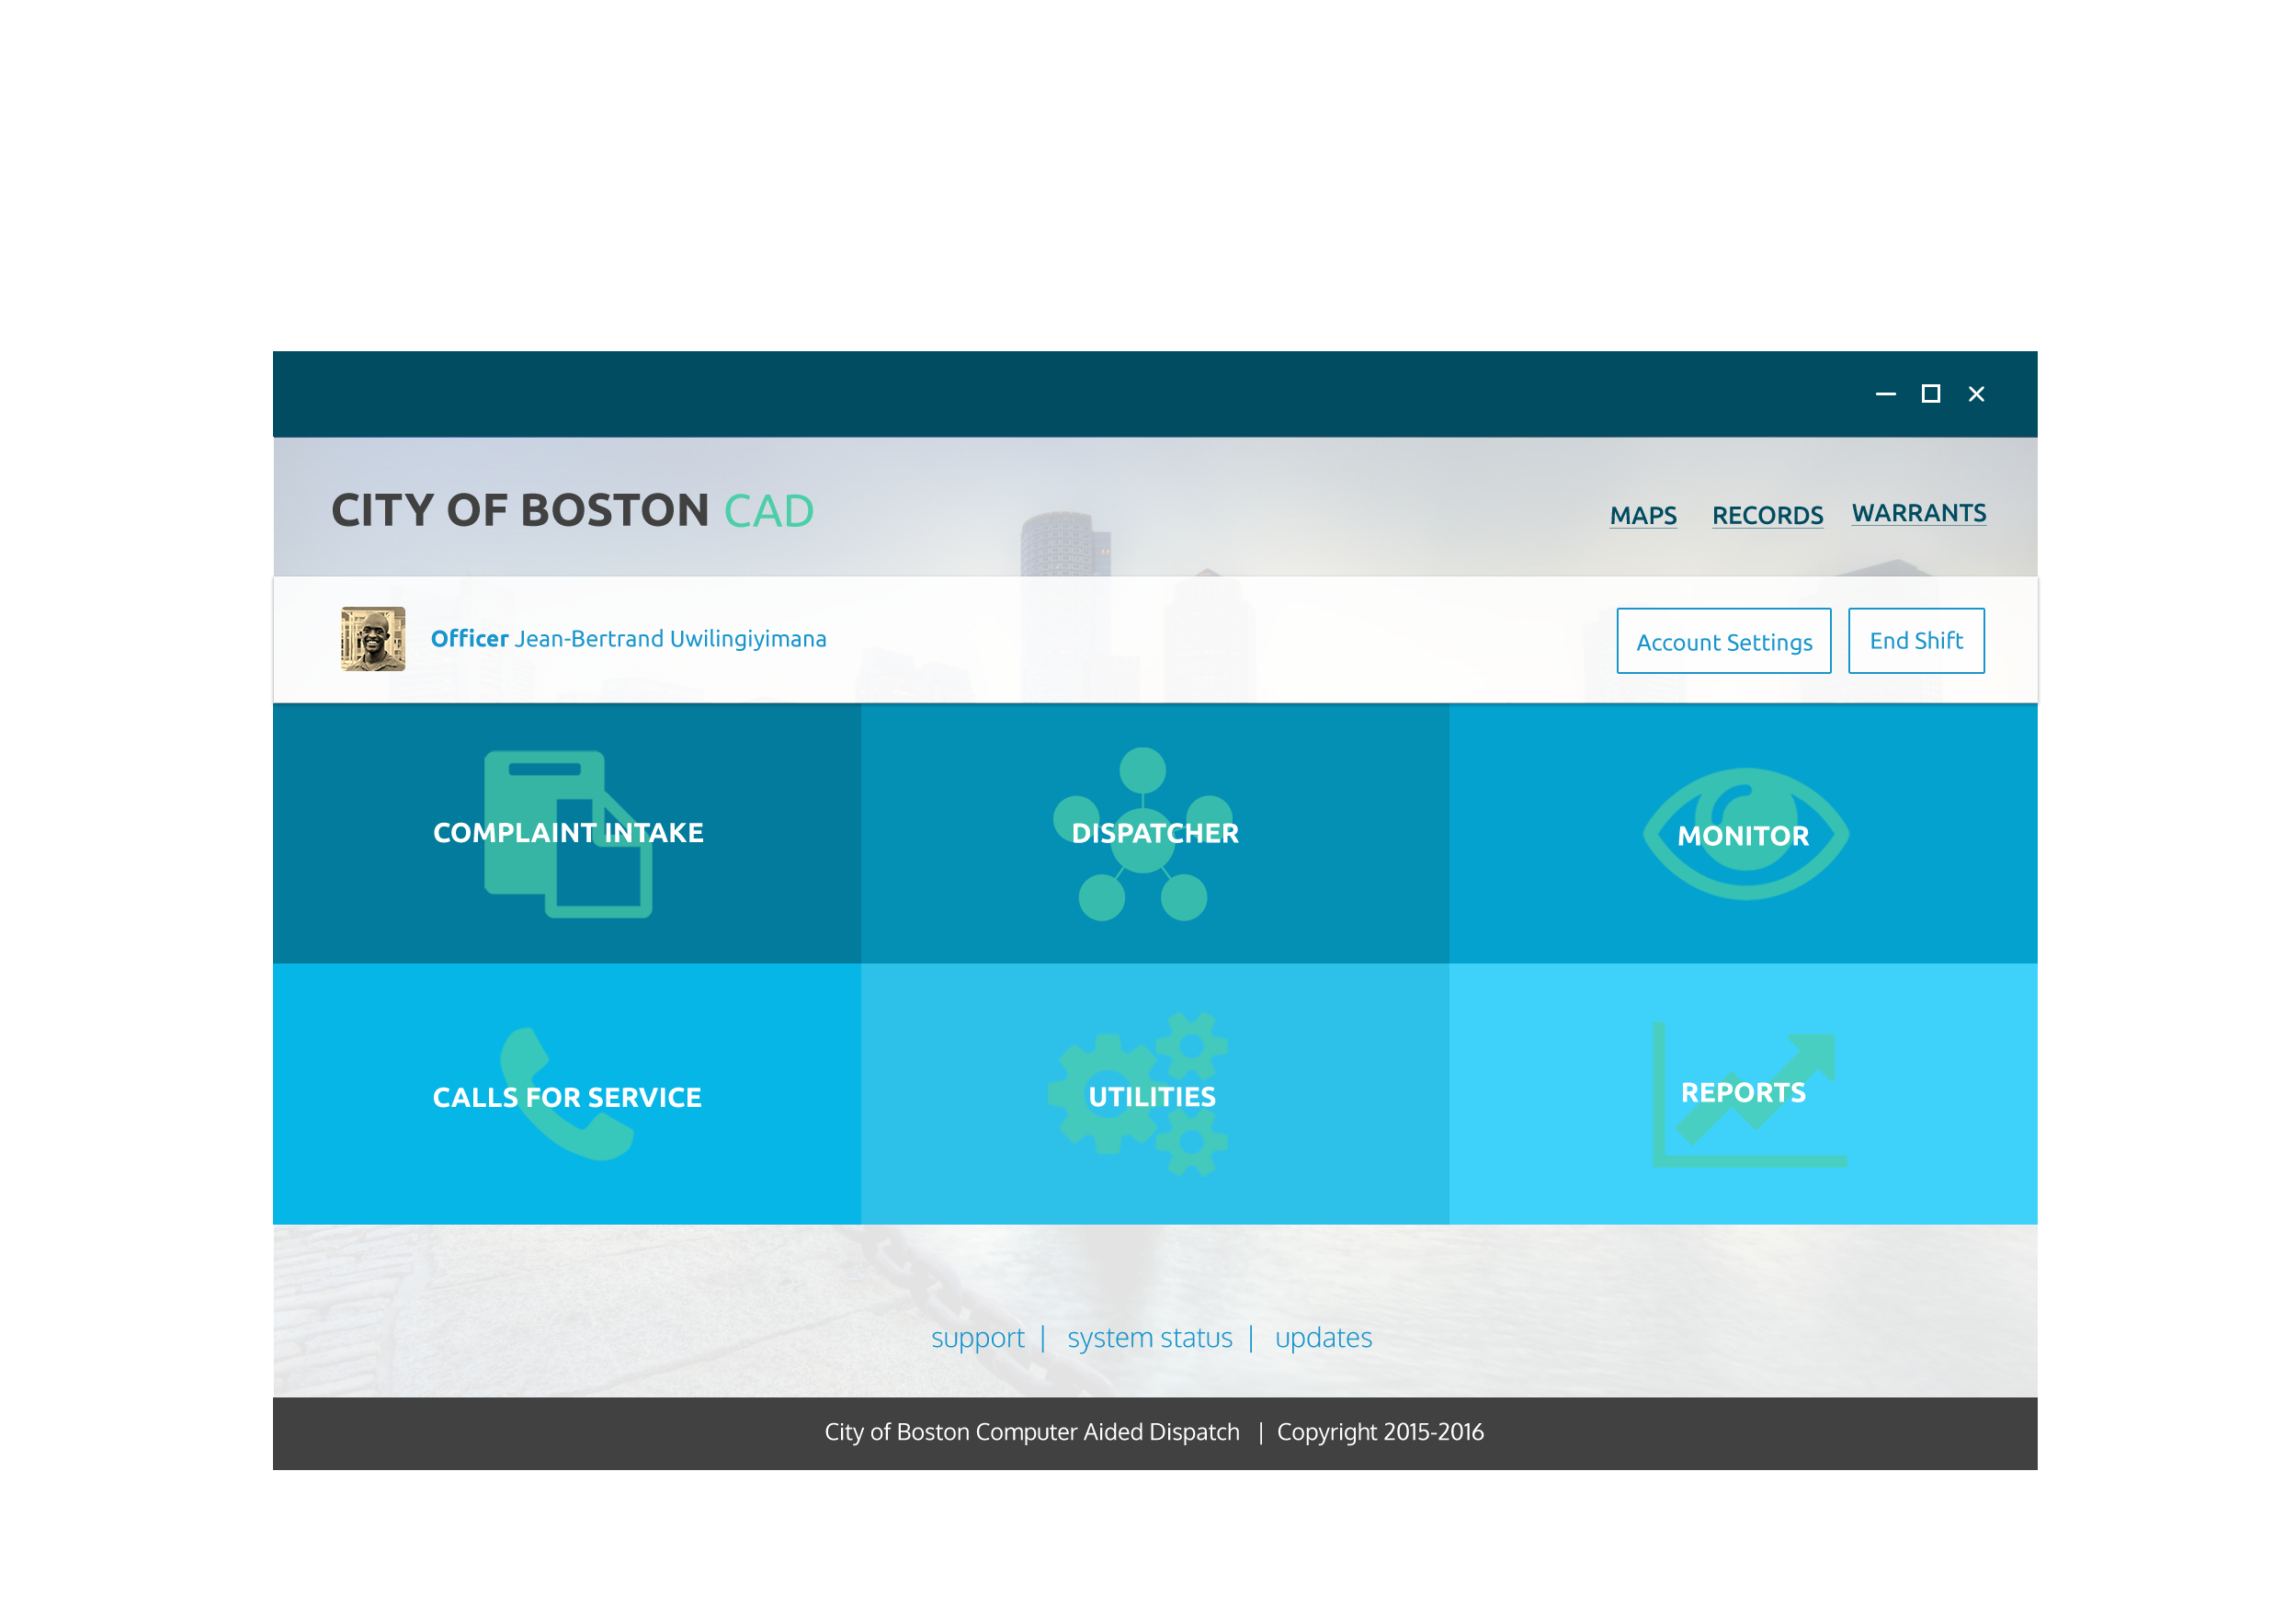 CITY OF BOSTON CAD
MAPS RECORDS WARRANTS
Officer Jean-Bertrand Uwilingiyimana
Account Settings
End Shift
COMPLAINT INTAKE
DISPATCHER
MONITOR
CALLS FOR SERVICE
UTILITIES
REPORTS
support | system status | updates
City of Boston Computer Aided Dispatch | Copyright 2015-2016